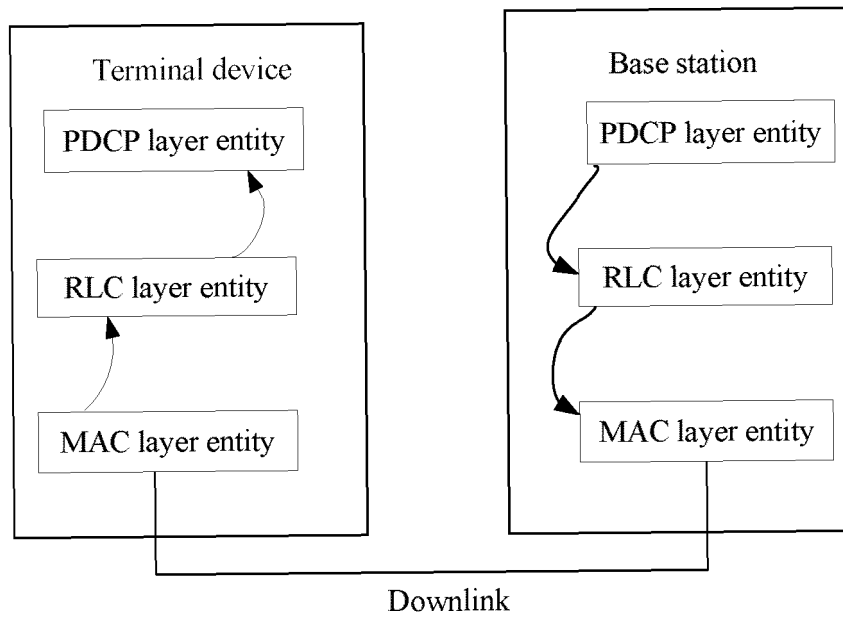 Terminal device
PDCP layer entity
RLC layer entity
MAC layer entity
Base station
PDCP layer entity
RLC layer entity
MAC layer entity
Downlink